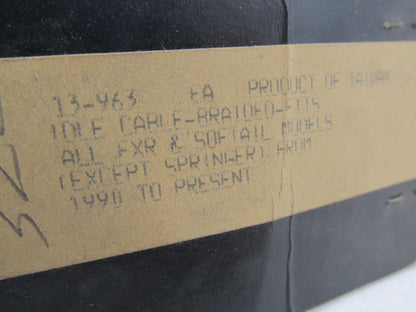 13-963 EA PRODUCT OF TAIWAN
IDLE CABLE-BRAIDED-FITS
ALL FXR & SOFTAIL MODELS
(EXCEPT SPRINGER) FROM
1990 TO PRESENT